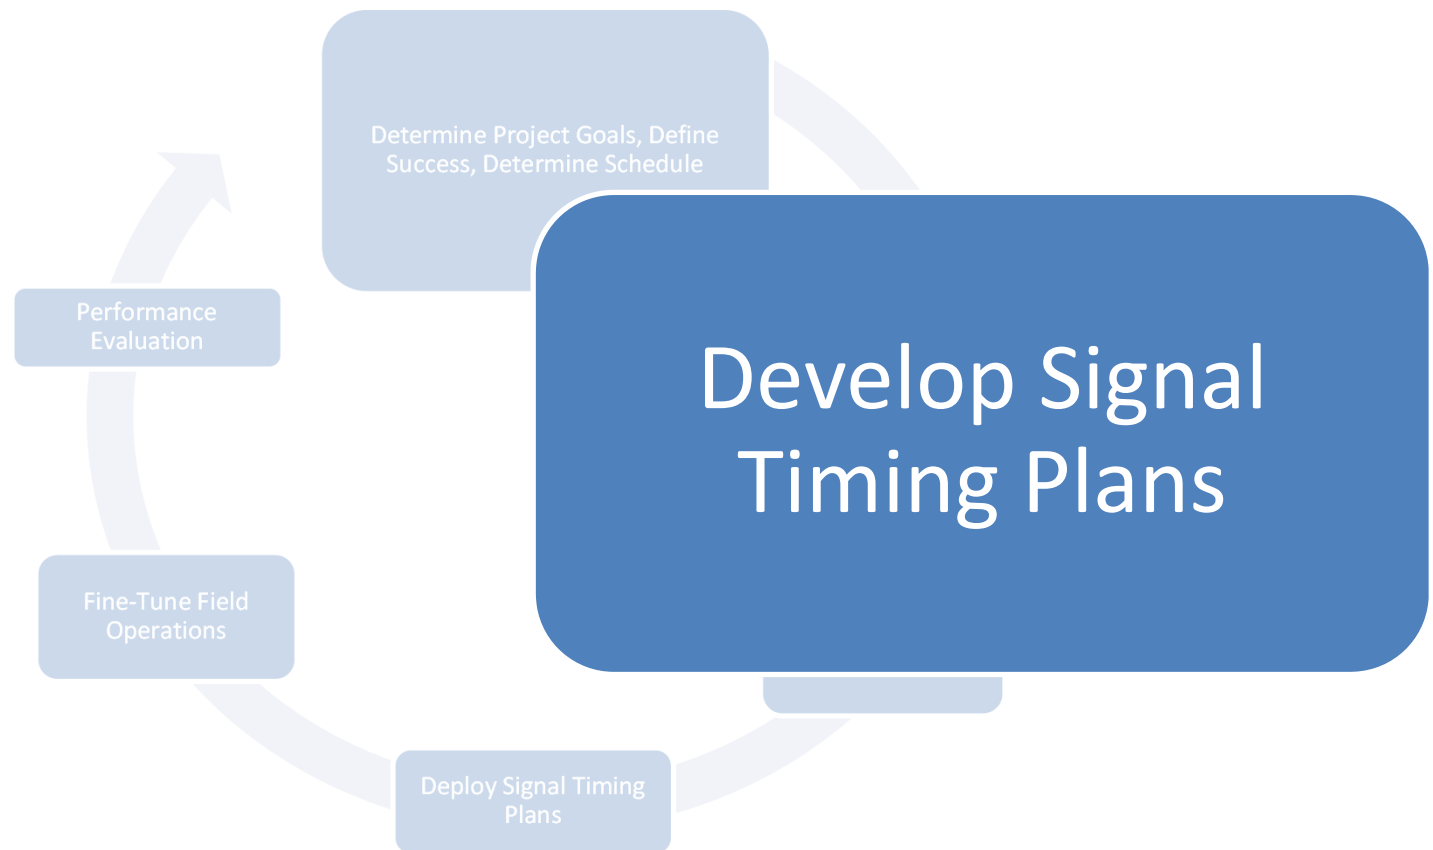 Determine Project Goals, Define
Success, Determine Schedule
Develop Signal
Timing Plans
Deploy Signal Timing
Plans
Fine-Tune Field
Operations
Performance
Evaluation